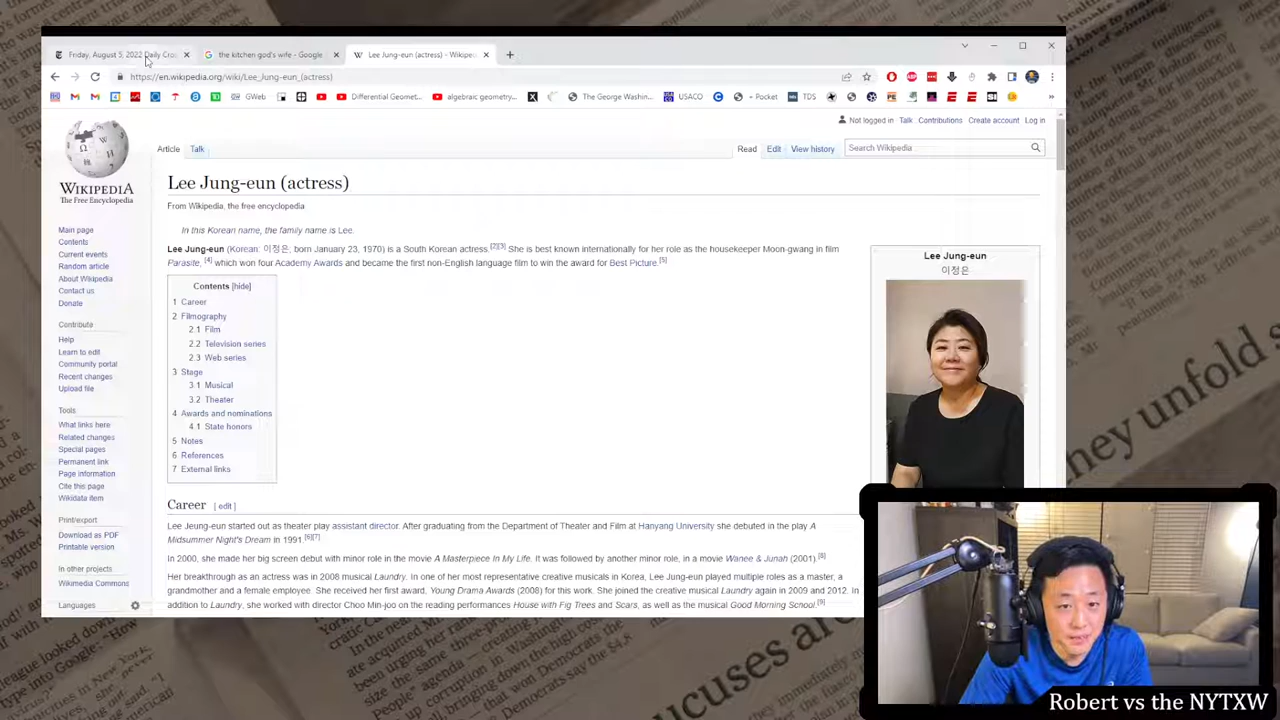 Friday, August 5, 2022 Daily Cros
the kitchen god's wife - Google
Lee Jung-eun (actress) - Wikipe
https://en.wikipedia.org/wiki/Lee_Jung-eun_(actress)
GWeb
Differential Geomet...
algebraic geometry...
The George Washin...
USACO
+ Pocket
TDS
Not logged in Talk Contributions Create account Log in
Article Talk
Read Edit View history
Search Wikipedia
WIKIPEDIA
The Free Encyclopedia
Lee Jung-eun (actress)
From Wikipedia, the free encyclopedia
In this Korean name, the family name is Lee.
Lee Jung-eun (Korean: 이정은; born January 23, 1970) is a South Korean actress.[2][3] She is best known internationally for her role as the housekeeper Moon-gwang in film
Parasite,[4] which won four Academy Awards and became the first non-English language film to win the award for Best Picture.[5]
Main page
Contents
Current events
Random article
About Wikipedia
Contact us
Donate
Contribute
Help
Learn to edit
Community portal
Recent changes
Upload file
Tools
What links here
Related changes
Special pages
Permanent link
Page information
Cite this page
Wikidata item
Print/export
Download as PDF
Printable version
In other projects
Wikimedia Commons
Languages
Contents [hide]
1 Career
2 Filmography
2.1 Film
2.2 Television series
2.3 Web series
3 Stage
3.1 Musical
3.2 Theater
4 Awards and nominations
4.1 State honors
5 Notes
6 References
7 External links
Lee Jung-eun
이정은
Career [ edit ]
Lee Jeung-eun started out as theater play assistant director. After graduating from the Department of Theater and Film at Hanyang University she debuted in the play A
Midsummer Night's Dream in 1991.[6][7]
In 2000, she made her big screen debut with minor role in the movie A Masterpiece In My Life. It was followed by another minor role, in a movie Wanee & Junah (2001).[8]
Her breakthrough as an actress was in 2008 musical Laundry. In one of her most representative creative musicals in Korea, Lee Jung-eun played multiple roles as a master, a
grandmother and a female employee. She received her first award, Young Drama Awards (2008) for this work. She joined the creative musical Laundry again in 2009 and 2012. In
addition to Laundry, she worked with director Choo Min-joo on the reading performances House with Fig Trees and Scars, as well as the musical Good Morning School.[9]
they unfold s
Robert vs the NYTXW